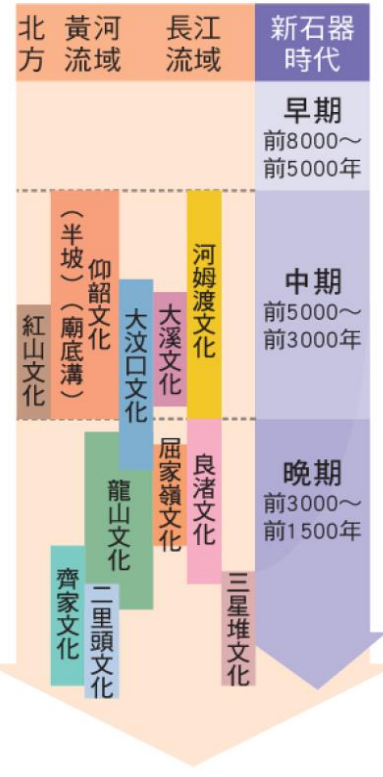 北方
黃河流域
長江流域
新石器時代
早期
前8000～
前5000年
中期
前5000～
前3000年
晚期
前3000～
前1500年
紅山文化
仰韶文化
（半坡）（廟底溝）
大汶口文化
大溪文化
河姆渡文化
龍山文化
屈家嶺文化
良渚文化
齊家文化
二里頭文化
三星堆文化